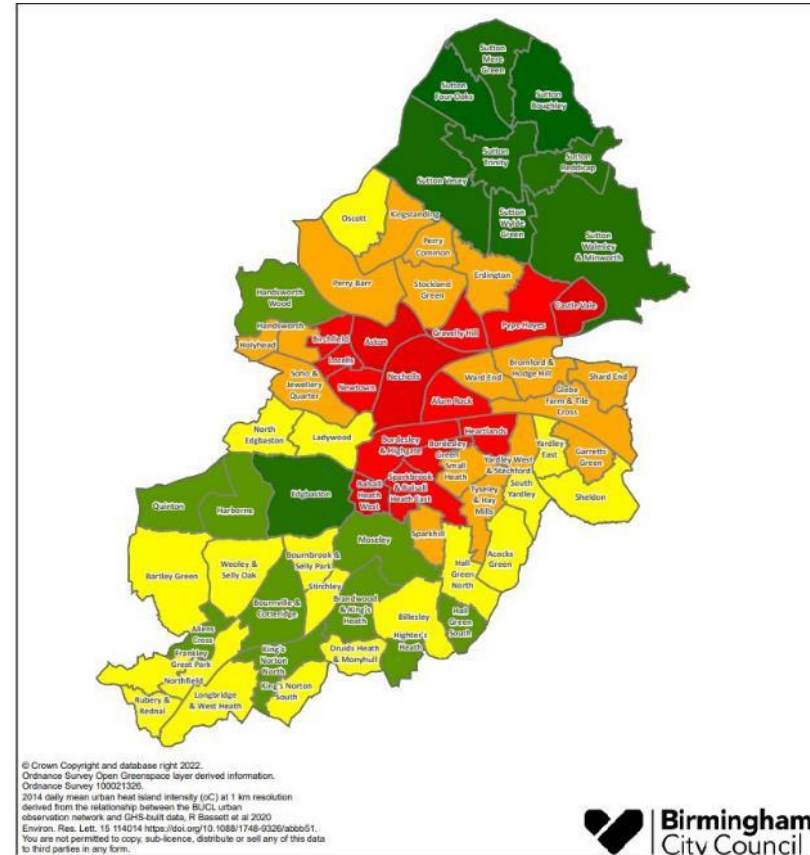 Sutton
Mere
Green
Sutton
Four Oaks
Sutton
Roughley
Sutton
Trinity
Sutton
Reddicap
Sutton Vesey
Sutton
Wylde
Green
Sutton
Walmley
& Minworth
Oscott
Kingstanding
Perry
Common
Erdington
Perry Barr
Stockland
Green
Handsworth
Wood
Castle Vale
Pype Hayes
Gravelly Hill
Handsworth
Birchfield
Aston
Holyhead
Lozells
Soho &
Jewellery
Quarter
Newtown
Nechells
Ward End
Bromford &
Hodge Hill
Shard End
Glebe
Farm & Tile
Cross
Alum Rock
North
Edgbaston
Ladywood
Bordesley
& Highgate
Bordesley
Green
Heartlands
Small
Heath
Yardley West
& Stechford
Yardley
East
Garretts
Green
Sheldon
South
Yardley
Tyseley
& Hay
Mills
Balsall
Heath
West
Sparkbrook
& Balsall
Heath East
Edgbaston
Quinton
Harborne
Moseley
Sparkhill
Acocks
Green
Hall
Green
North
Bartley Green
Weoley &
Selly Oak
Bournbrook &
Selly Park
Stirchley
Brandwood
& King's
Heath
Billesley
Hall
Green
South
Bournville &
Cotteridge
Allens
Cross
Frankley
Great Park
Northfield
King's
Norton
North
Druids Heath
& Monyhull
Highter's
Heath
Rubery &
Rednal
Longbridge
& West Heath
King's Norton
South
© Crown Copyright and database right 2022.
Ordnance Survey Open Greenspace layer derived information.
Ordnance Survey 100021326.
2014 daily mean urban heat island intensity (oC) at 1 km resolution
derived from the relationship between the BUCL urban
observation network and GHS-built data, R Bassett et al 2020
Environ. Res. Lett. 15 114014 https://doi.org/10.1088/1748-9326/abbb51.
You are not permitted to copy, sub-licence, distribute or sell any of this data
to third parties in any form.
Birmingham
City Council